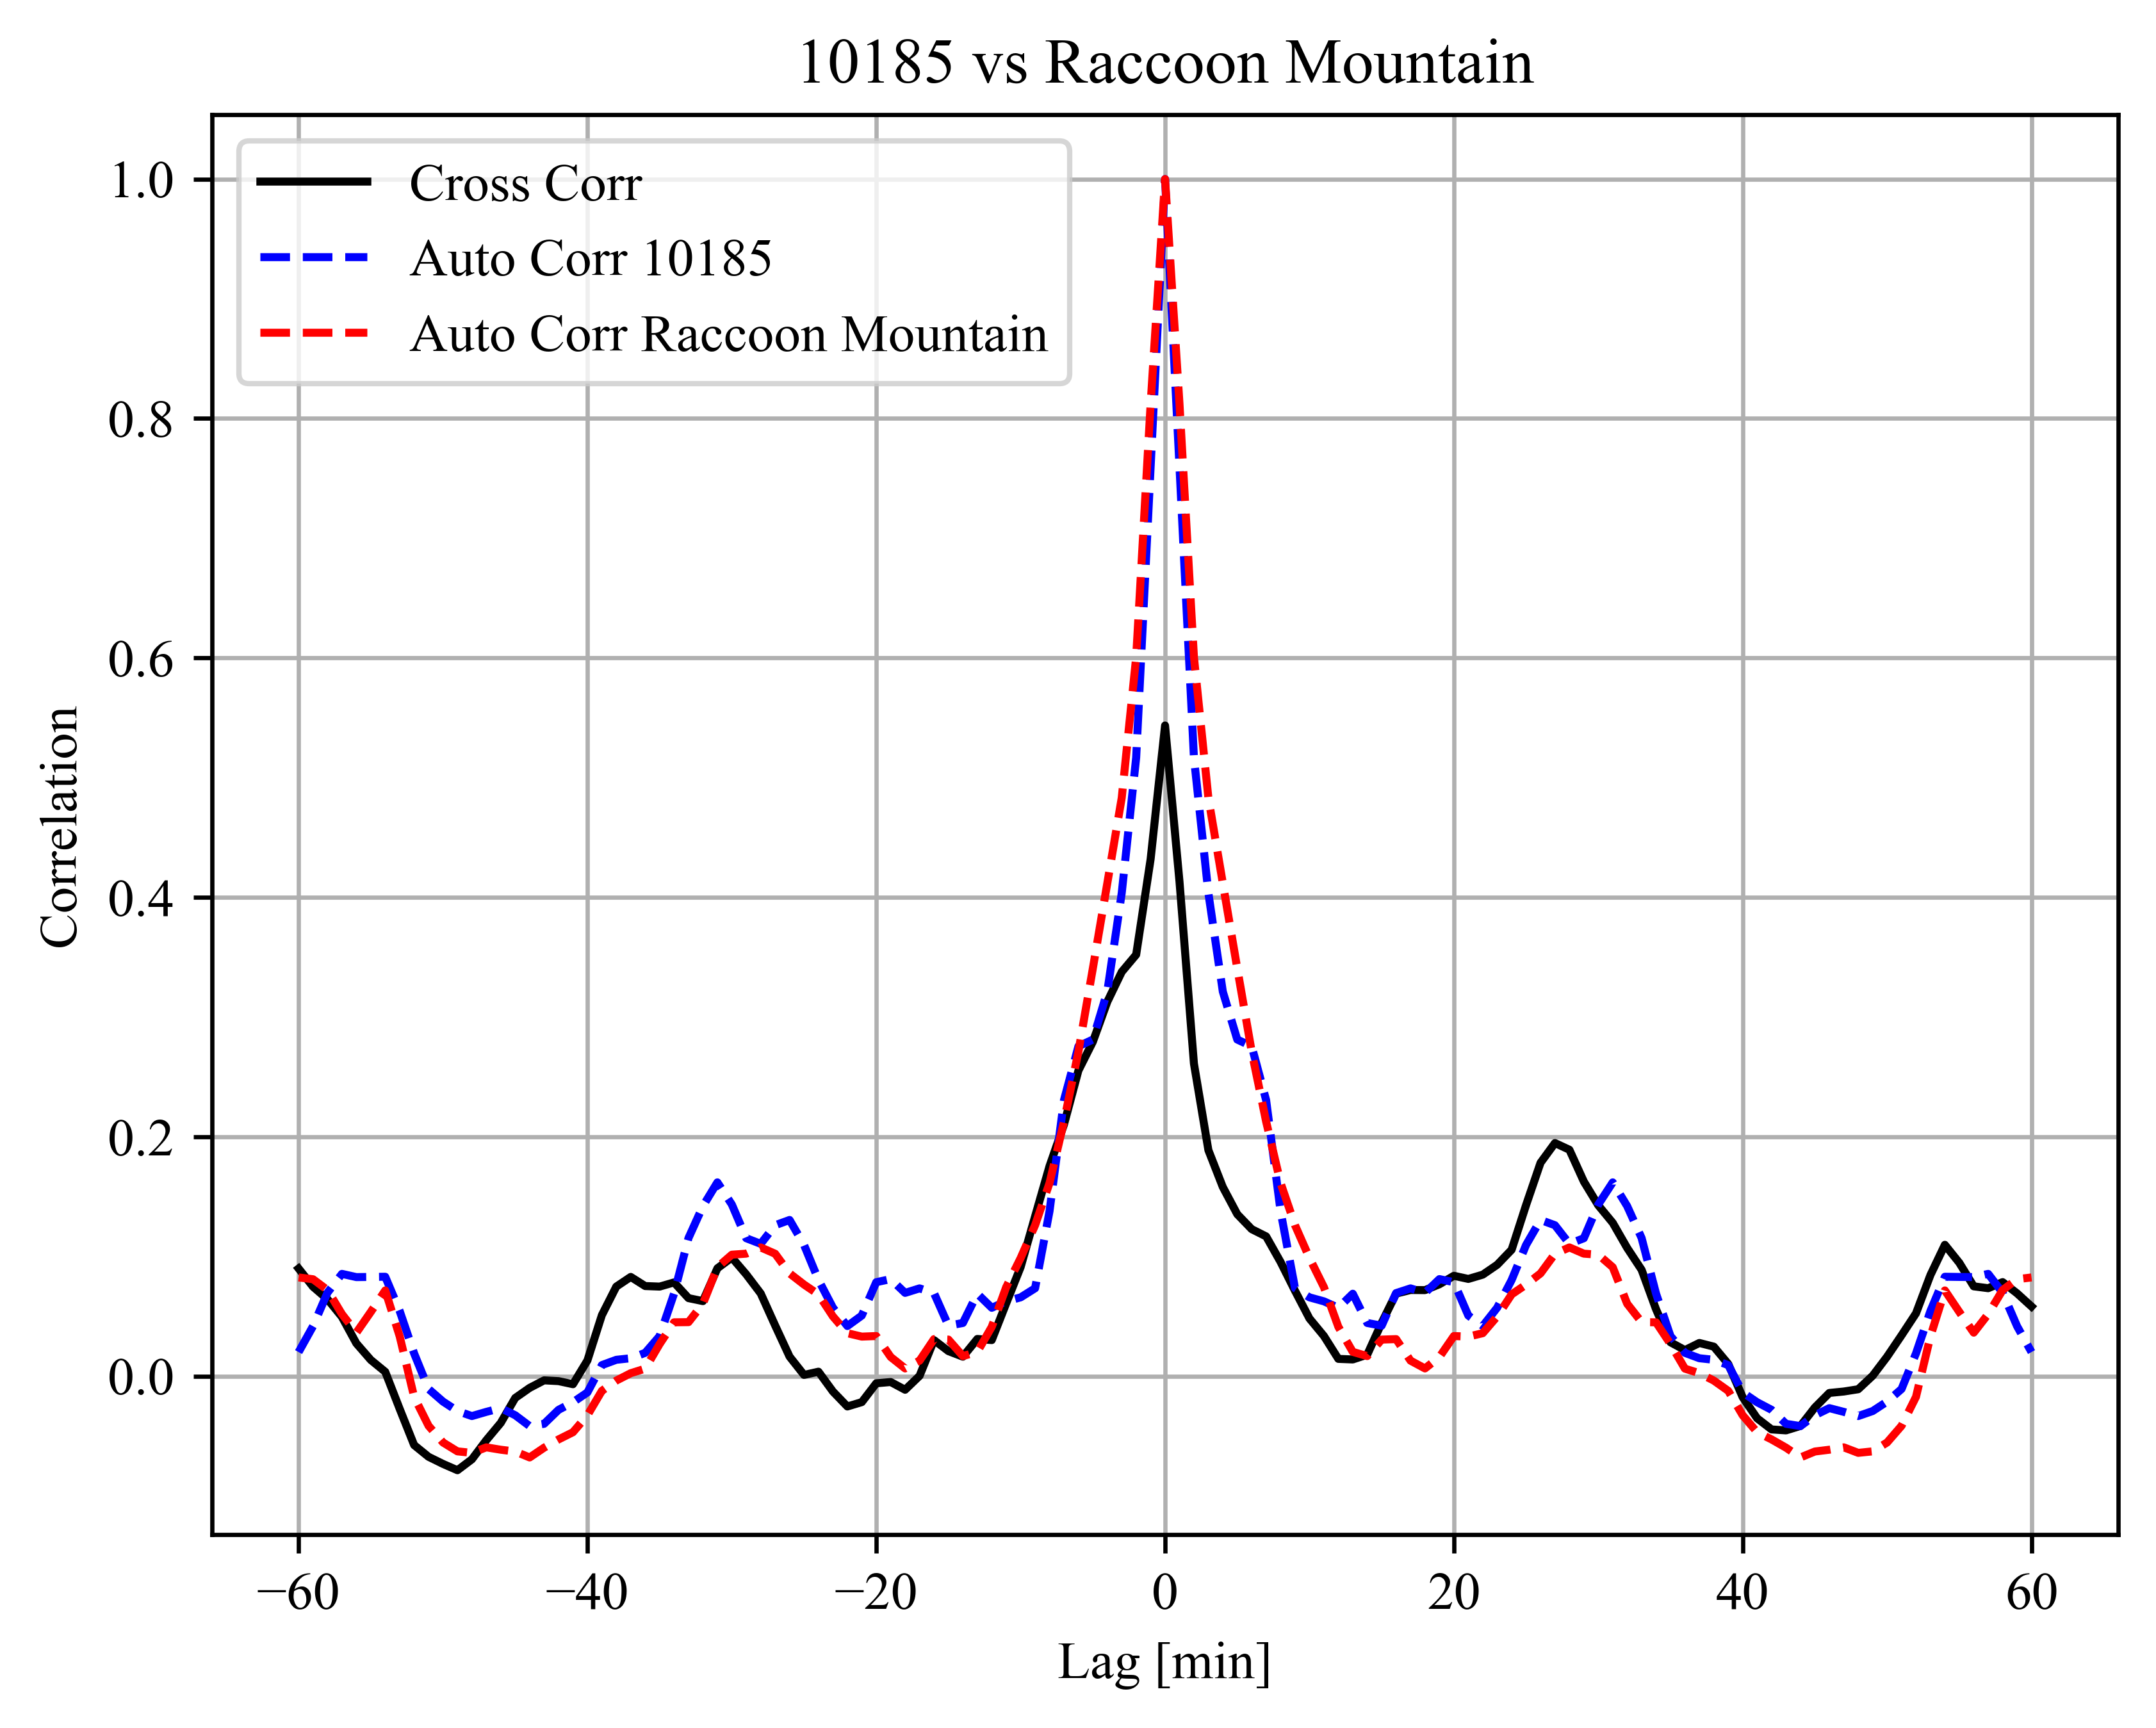 10185 vs Raccoon Mountain
Cross Corr
Auto Corr 10185
Auto Corr Raccoon Mountain
1.0
0.8
0.6
0.4
0.2
0.0
Correlation
−60 −40 −20 0 20 40 60
Lag [min]